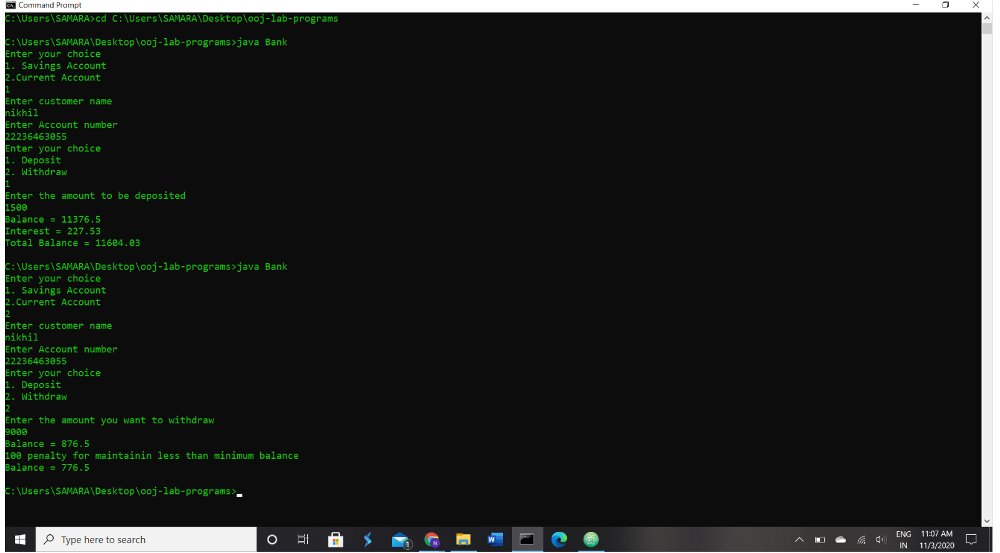 Command Prompt
C:\Users\SAMARA>cd C:\Users\SAMARA\Desktop\ooj-lab-programs
C:\Users\SAMARA\Desktop\ooj-lab-programs>java Bank
Enter your choice
1. Savings Account
2.Current Account
1
Enter customer name
nikhil
Enter Account number
22236463055
Enter your choice
1. Deposit
2. Withdraw
1
Enter the amount to be deposited
1500
Balance = 11376.5
Interest = 227.53
Total Balance = 11604.03
C:\Users\SAMARA\Desktop\ooj-lab-programs>java Bank
Enter your choice
1. Savings Account
2.Current Account
2
Enter customer name
nikhil
Enter Account number
22236463055
Enter your choice
1. Deposit
2. Withdraw
2
Enter the amount you want to withdraw
9000
Balance = 876.5
100 penalty for maintainin less than minimum balance
Balance = 776.5
C:\Users\SAMARA\Desktop\ooj-lab-programs>
Type here to search
1
N
W
ENG
IN
11:07 AM
11/3/2020